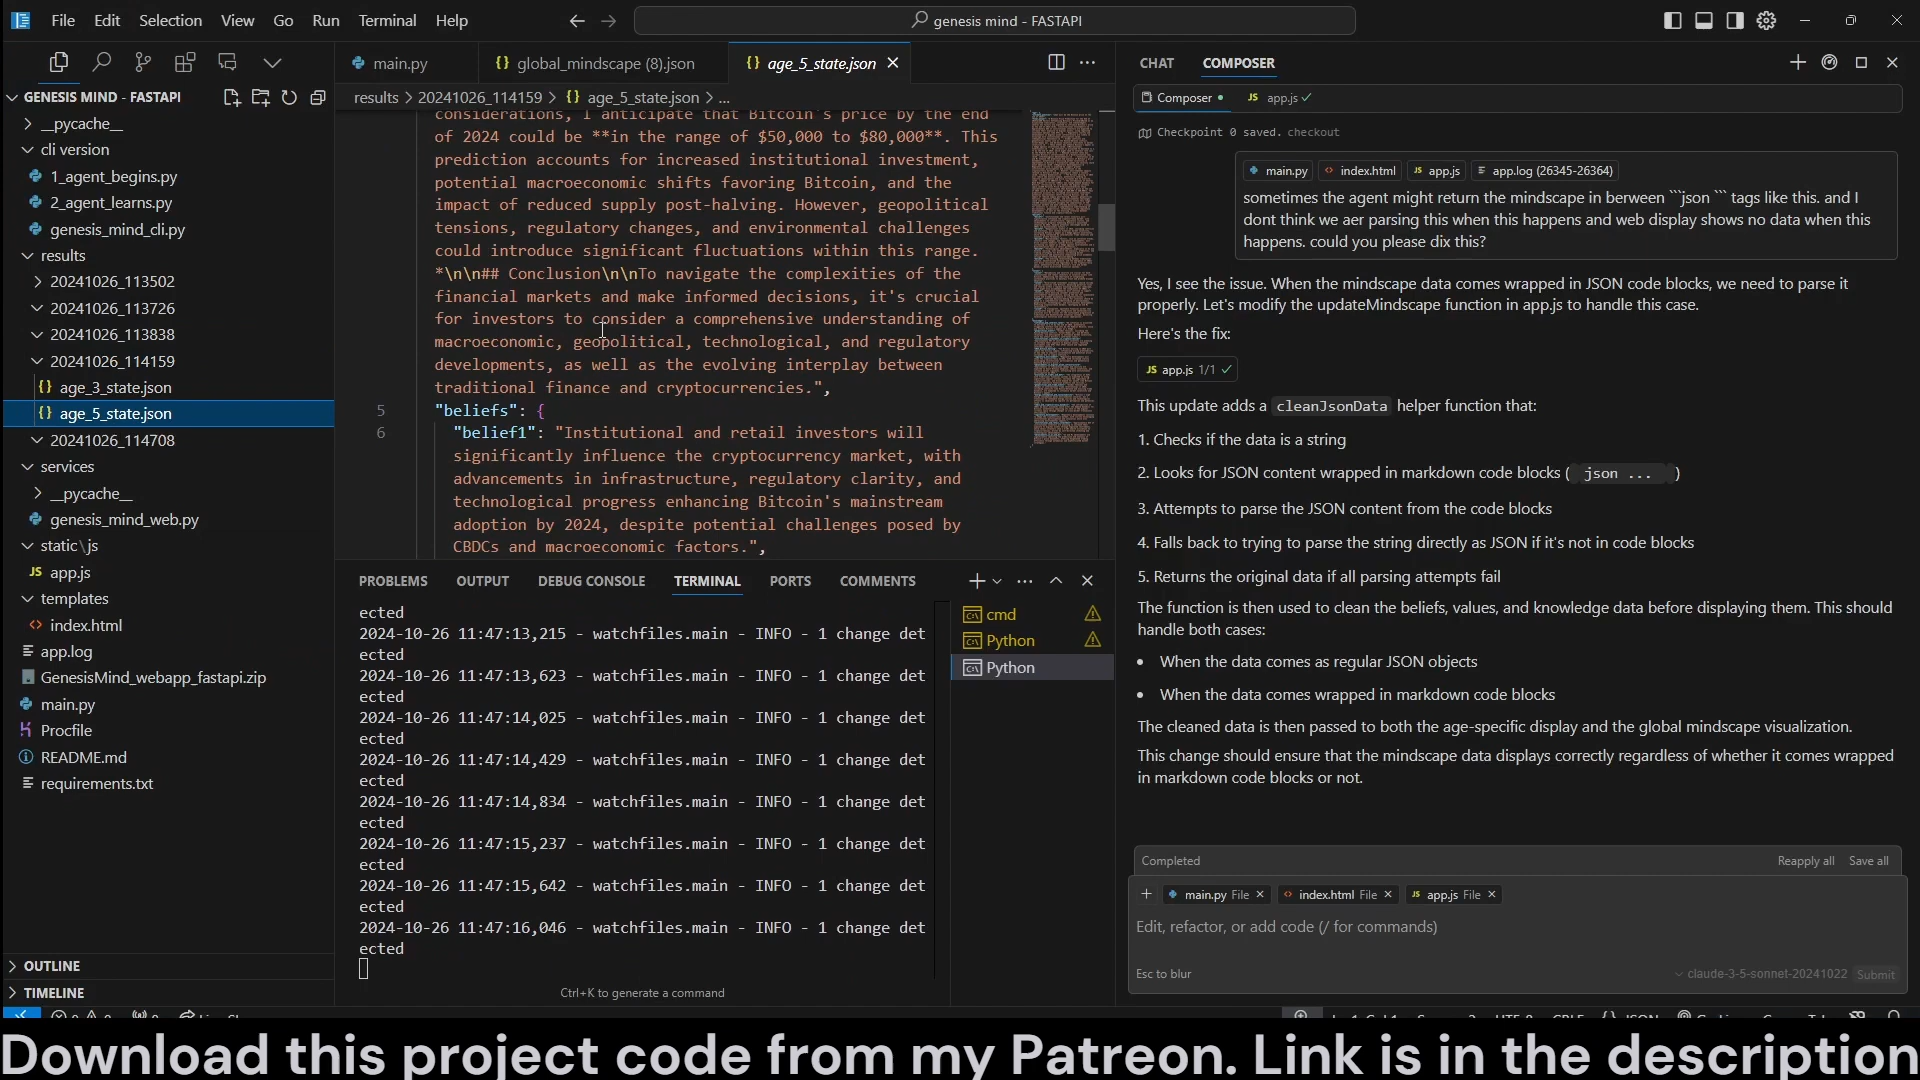 File Edit Selection View Go Run Terminal Help
genesis mind - FASTAPI
GENESIS MIND - FASTAPI
__pycache__
cli version
1_agent_begins.py
2_agent_learns.py
genesis_mind_cli.py
results
20241026_113502
20241026_113726
20241026_113838
20241026_114159
age_3_state.json
age_5_state.json
20241026_114708
services
__pycache__
genesis_mind_web.py
static\js
JS app.js
templates
index.html
app.log
GenesisMind_webapp_fastapi.zip
main.py
Procfile
README.md
requirements.txt
OUTLINE
TIMELINE
main.py
{} global_mindscape (8).json
{} age_5_state.json
results > 20241026_114159 > {} age_5_state.json > ...
considerations, I anticipate that Bitcoin's price by the end
of 2024 could be **in the range of $50,000 to $80,000**. This
prediction accounts for increased institutional investment,
potential macroeconomic shifts favoring Bitcoin, and the
impact of reduced supply post-halving. However, geopolitical
tensions, regulatory changes, and environmental challenges
could introduce significant fluctuations within this range.
*\n\n## Conclusion\n\nTo navigate the complexities of the
financial markets and make informed decisions, it's crucial
for investors to consider a comprehensive understanding of
macroeconomic, geopolitical, technological, and regulatory
developments, as well as the evolving interplay between
traditional finance and cryptocurrencies.",
5 "beliefs": {
6 "belief1": "Institutional and retail investors will
significantly influence the cryptocurrency market, with
advancements in infrastructure, regulatory clarity, and
technological progress enhancing Bitcoin's mainstream
adoption by 2024, despite potential challenges posed by
CBDCs and macroeconomic factors.",
PROBLEMS OUTPUT DEBUG CONSOLE TERMINAL PORTS COMMENTS
ected
2024-10-26 11:47:13,215 - watchfiles.main - INFO - 1 change det
ected
2024-10-26 11:47:13,623 - watchfiles.main - INFO - 1 change det
ected
2024-10-26 11:47:14,025 - watchfiles.main - INFO - 1 change det
ected
2024-10-26 11:47:14,429 - watchfiles.main - INFO - 1 change det
ected
2024-10-26 11:47:14,834 - watchfiles.main - INFO - 1 change det
ected
2024-10-26 11:47:15,237 - watchfiles.main - INFO - 1 change det
ected
2024-10-26 11:47:15,642 - watchfiles.main - INFO - 1 change det
ected
2024-10-26 11:47:16,046 - watchfiles.main - INFO - 1 change det
ected
Ctrl+K to generate a command
cmd
Python
Python
CHAT COMPOSER
Composer JS app.js
Checkpoint 0 saved. checkout
main.py index.html JS app.js app.log (26345-26364)
sometimes the agent might return the mindscape in berween ```json ``` tags like this. and I
dont think we aer parsing this when this happens and web display shows no data when this
happens. could you please dix this?
Yes, I see the issue. When the mindscape data comes wrapped in JSON code blocks, we need to parse it
properly. Let's modify the updateMindscape function in app.js to handle this case.
Here's the fix:
JS app.js 1/1
This update adds a cleanJsonData helper function that:
1. Checks if the data is a string
2. Looks for JSON content wrapped in markdown code blocks ( json ... )
3. Attempts to parse the JSON content from the code blocks
4. Falls back to trying to parse the string directly as JSON if it's not in code blocks
5. Returns the original data if all parsing attempts fail
The function is then used to clean the beliefs, values, and knowledge data before displaying them. This should
handle both cases:
• When the data comes as regular JSON objects
• When the data comes wrapped in markdown code blocks
The cleaned data is then passed to both the age-specific display and the global mindscape visualization.
This change should ensure that the mindscape data displays correctly regardless of whether it comes wrapped
in markdown code blocks or not.
Completed Reapply all Save all
main.py File index.html File JS app.js File
Edit, refactor, or add code (/ for commands)
Esc to blur claude-3-5-sonnet-20241022 Submit
Download this project code from my Patreon. Link is in the description